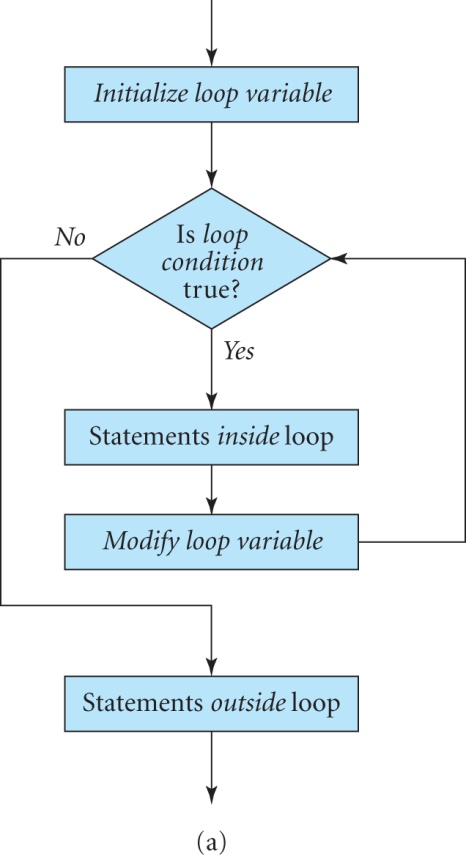 Initialize loop variable
No
Is loop
condition
true?
Yes
Statements inside loop
Modify loop variable
Statements outside loop
(a)